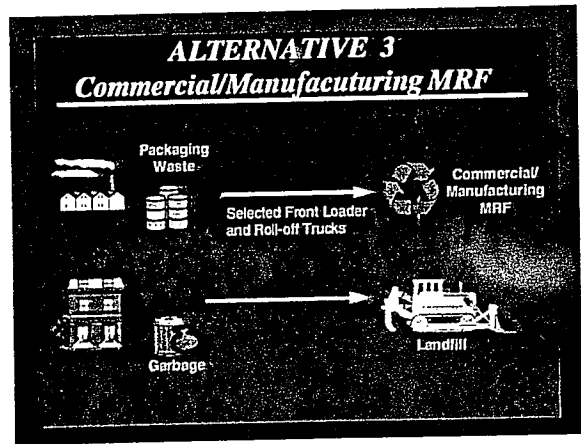 ALTERNATIVE 3
Commercial/Manufacuturing MRF
Packaging
Waste
Selected Front Loader
and Roll-off Trucks
Commercial/
Manufacturing
MRF
Garbage
Landfill